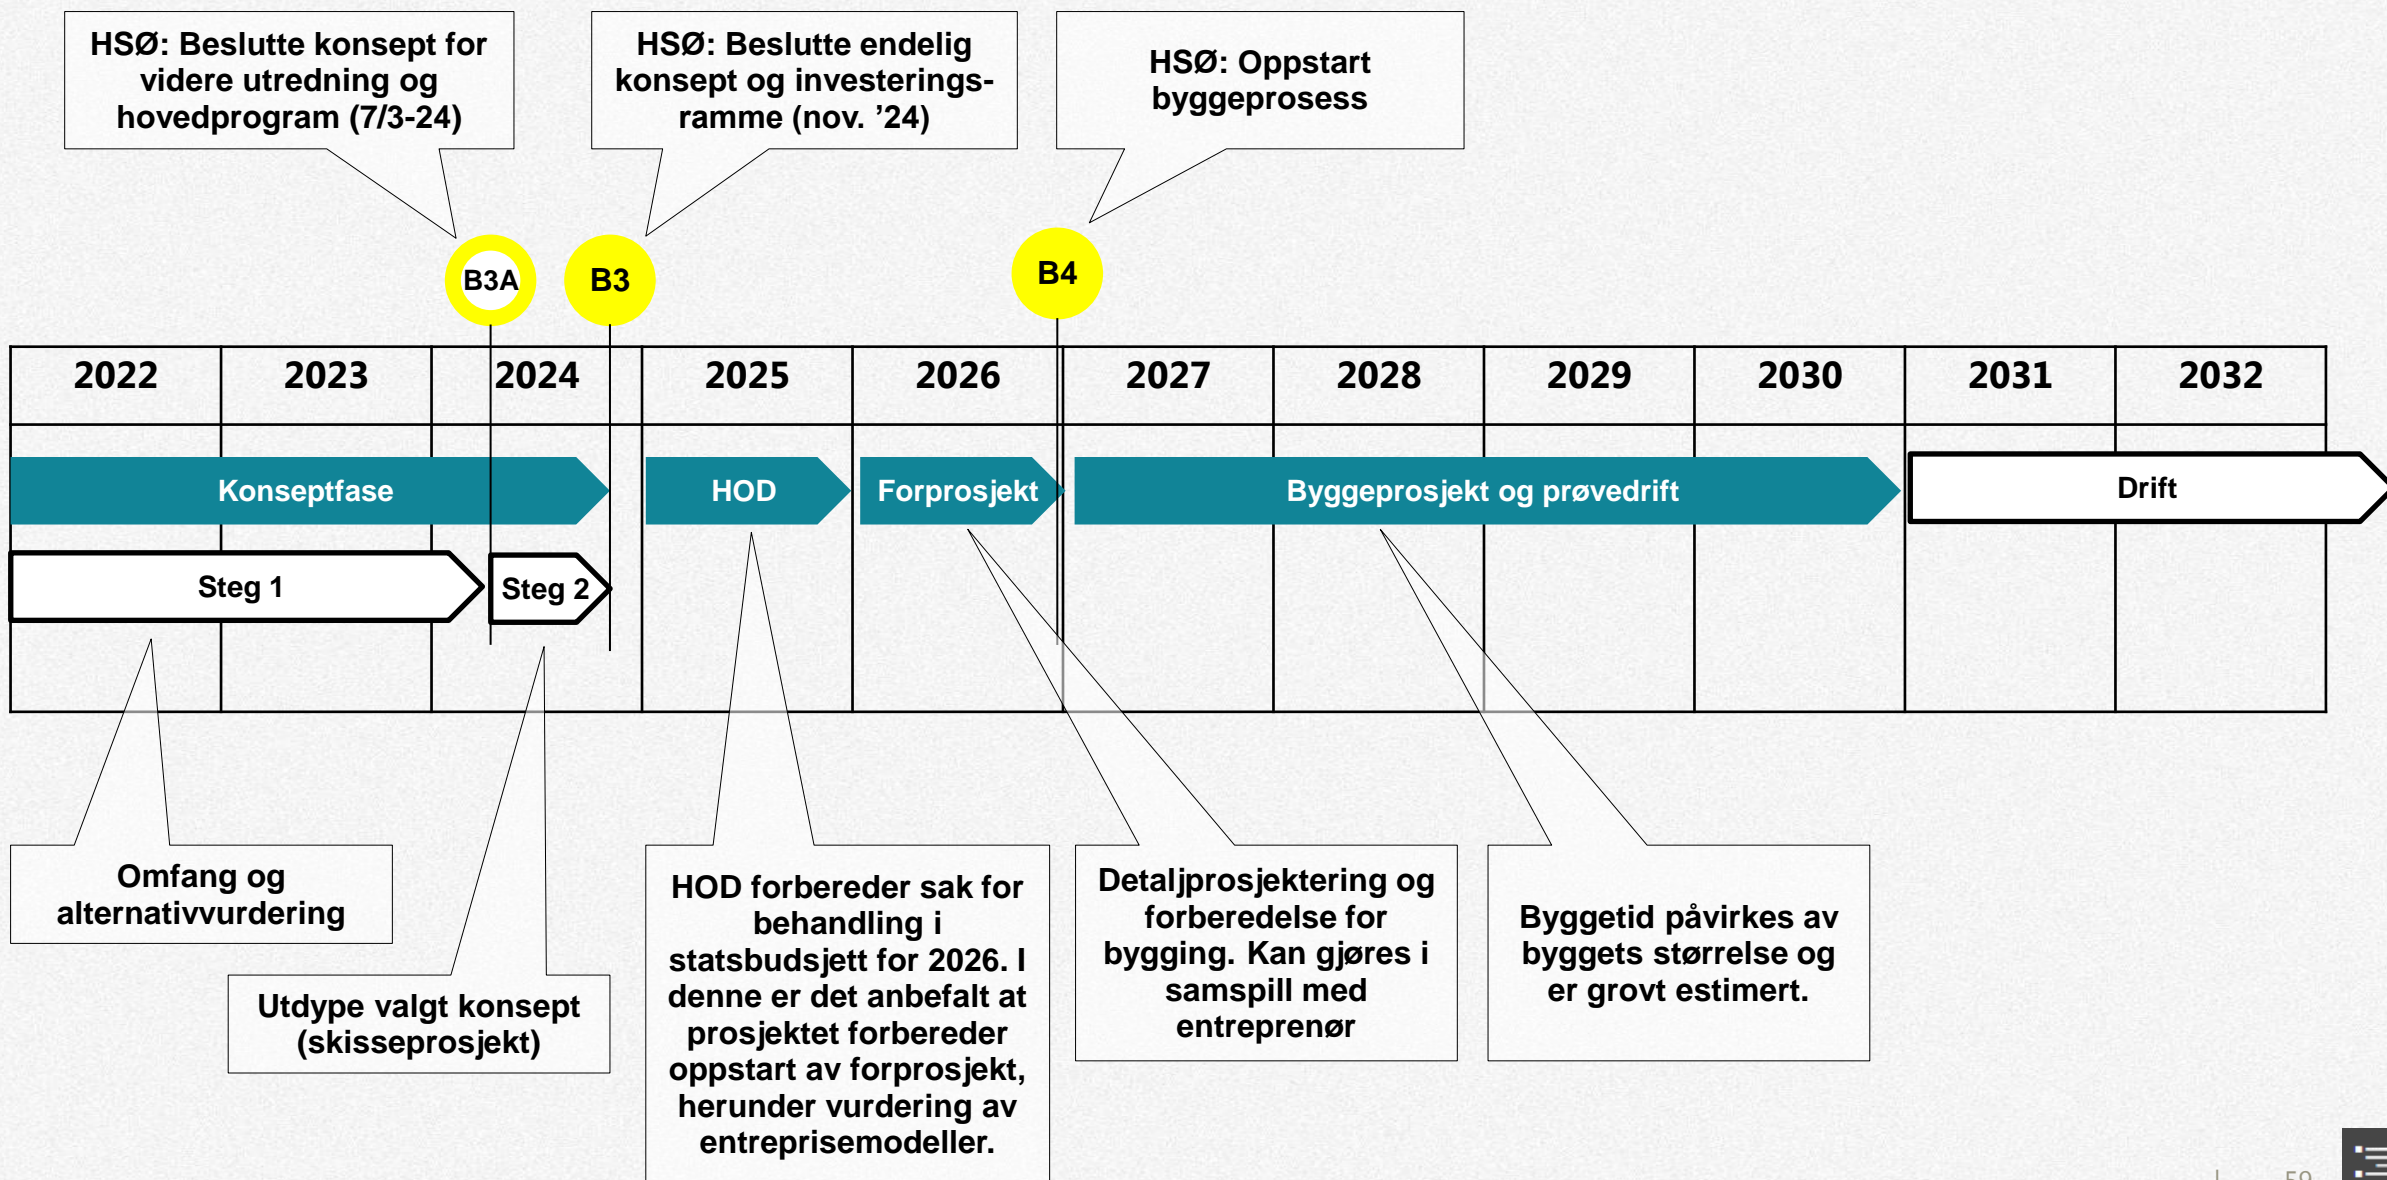 HSØ: Beslutte konsept for
videre utredning og
hovedprogram (7/3-24)
HSØ: Beslutte endelig
konsept og investerings-
ramme (nov. ’24)
HSØ: Oppstart
byggeprosess
B3A
B3
B4
2022 2023 2024 2025 2026 2027 2028 2029 2030 2031 2032
Konseptfase
HOD
Forprosjekt
Byggeprosjekt og prøvedrift
Drift
Steg 1
Steg 2
Omfang og
alternativvurdering
Utdype valgt konsept
(skisseprosjekt)
HOD forbereder sak for
behandling i
statsbudsjett for 2026. I
denne er det anbefalt at
prosjektet forbereder
oppstart av forprosjekt,
herunder vurdering av
entreprisemodeller.
Detaljprosjektering og
forberedelse for
bygging. Kan gjøres i
samspill med
entreprenør
Byggetid påvirkes av
byggets størrelse og
er grovt estimert.